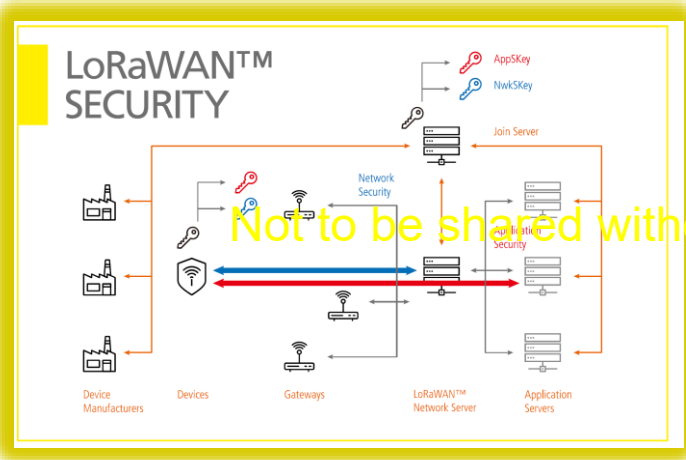 LoRaWAN™
SECURITY
AppSKey
NwkSKey
Join Server
Network
Security
Not to be shared with
Application
Security
Device
Manufacturers
Devices
Gateways
LoRaWAN™
Network Server
Application
Servers